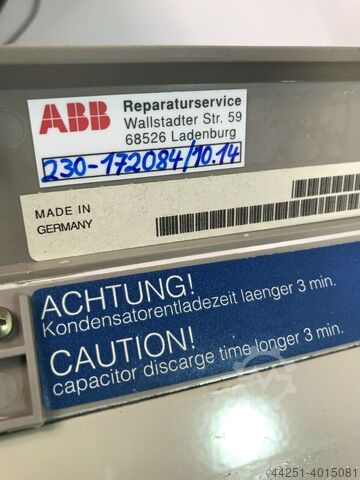 ABB Reparaturservice
Wallstadter Str. 59
68526 Ladenburg
230-172084/10.14
MADE IN
GERMANY
ACHTUNG!
Kondensatorentladezeit laenger 3 min.
CAUTION!
capacitor discarge time longer 3 min.
44251-4015081